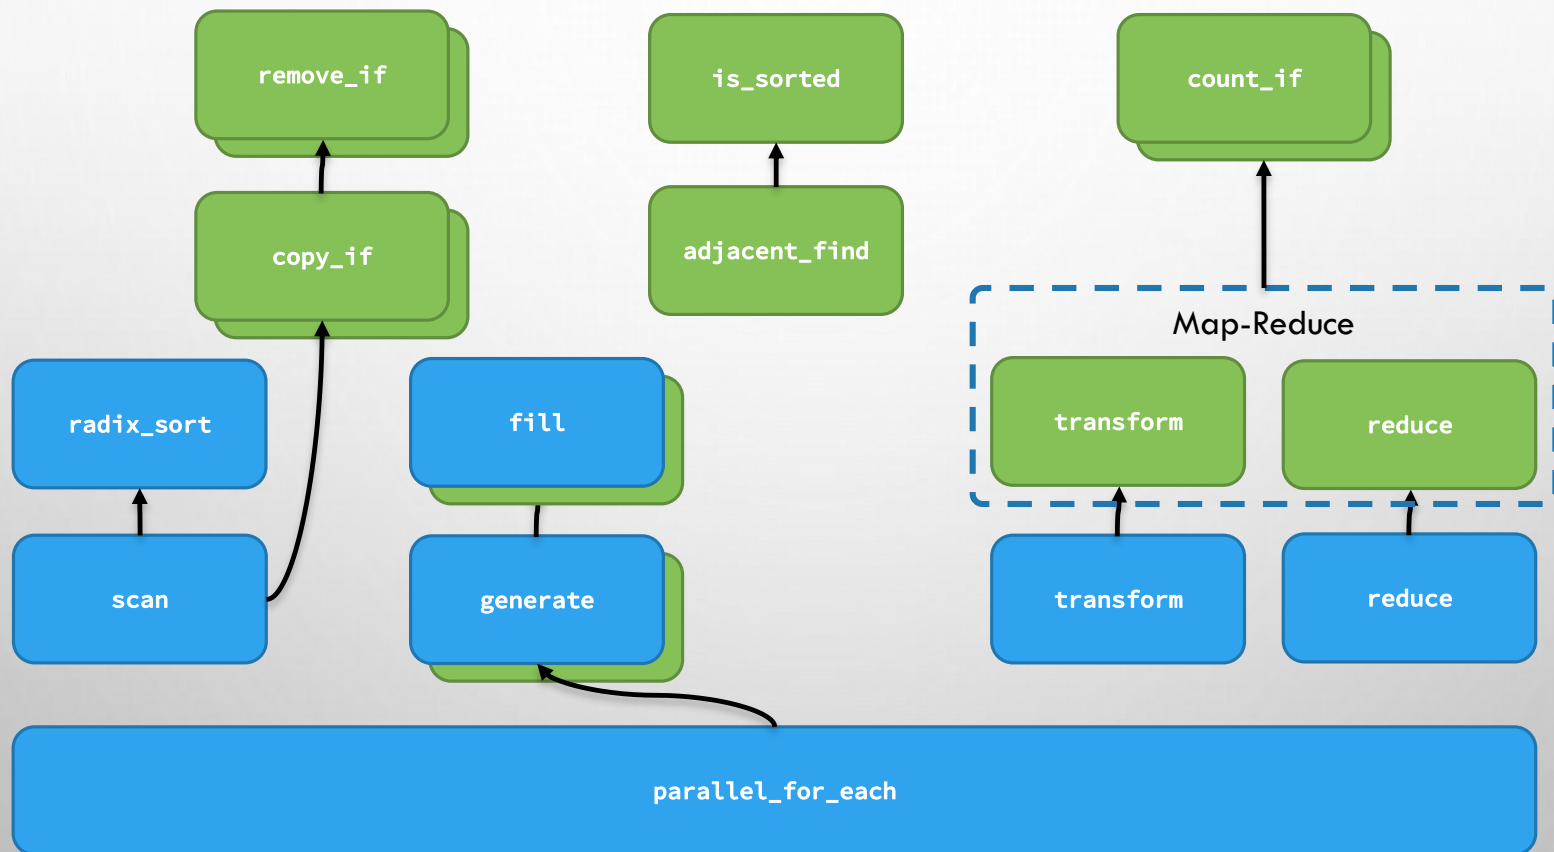 remove_if
is_sorted
count_if
copy_if
adjacent_find
Map-Reduce
radix_sort
fill
transform
reduce
scan
generate
transform
reduce
parallel_for_each